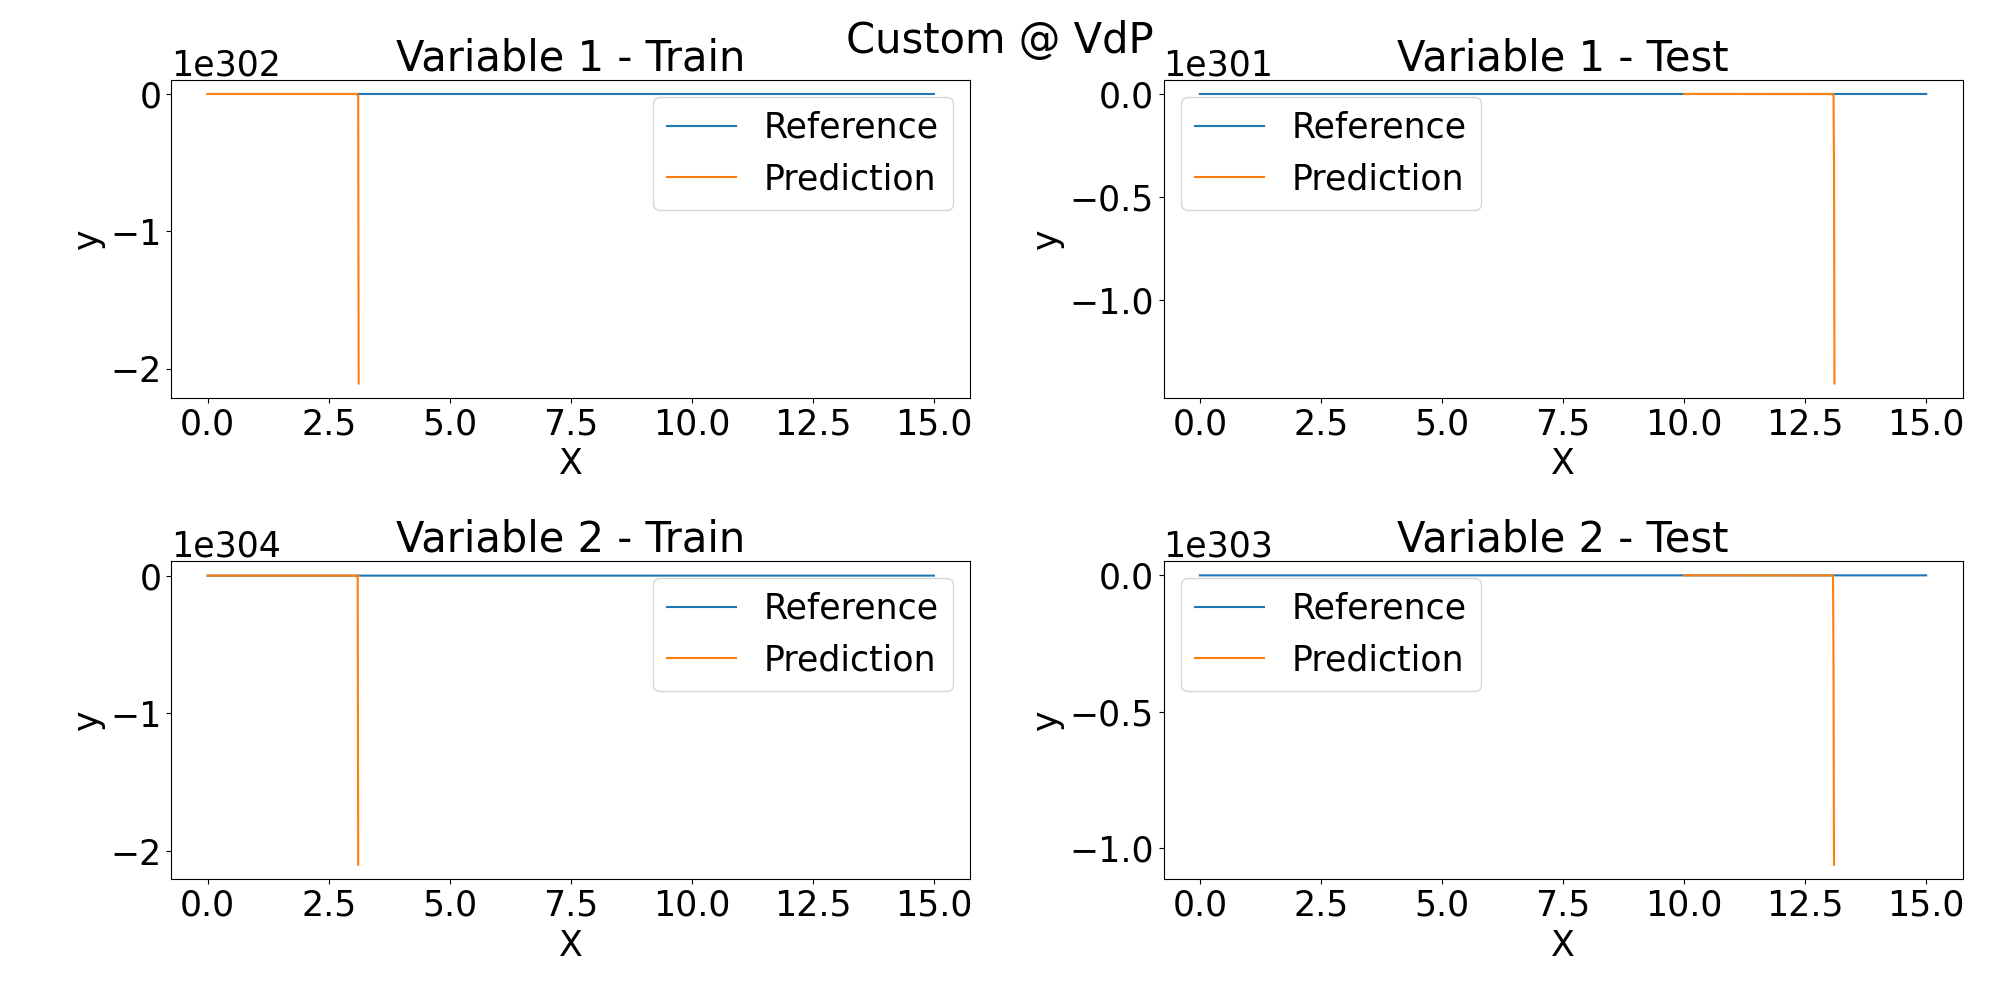 Custom @ VdP
Variable 1 - Train
1e302
0
−1
−2
y
Reference
Prediction
0.0 2.5 5.0 7.5 10.0 12.5 15.0
X
Variable 1 - Test
1e301
0.0
−0.5
−1.0
y
Reference
Prediction
0.0 2.5 5.0 7.5 10.0 12.5 15.0
X
Variable 2 - Train
1e304
0
−1
−2
y
Reference
Prediction
0.0 2.5 5.0 7.5 10.0 12.5 15.0
X
Variable 2 - Test
1e303
0.0
−0.5
−1.0
y
Reference
Prediction
0.0 2.5 5.0 7.5 10.0 12.5 15.0
X